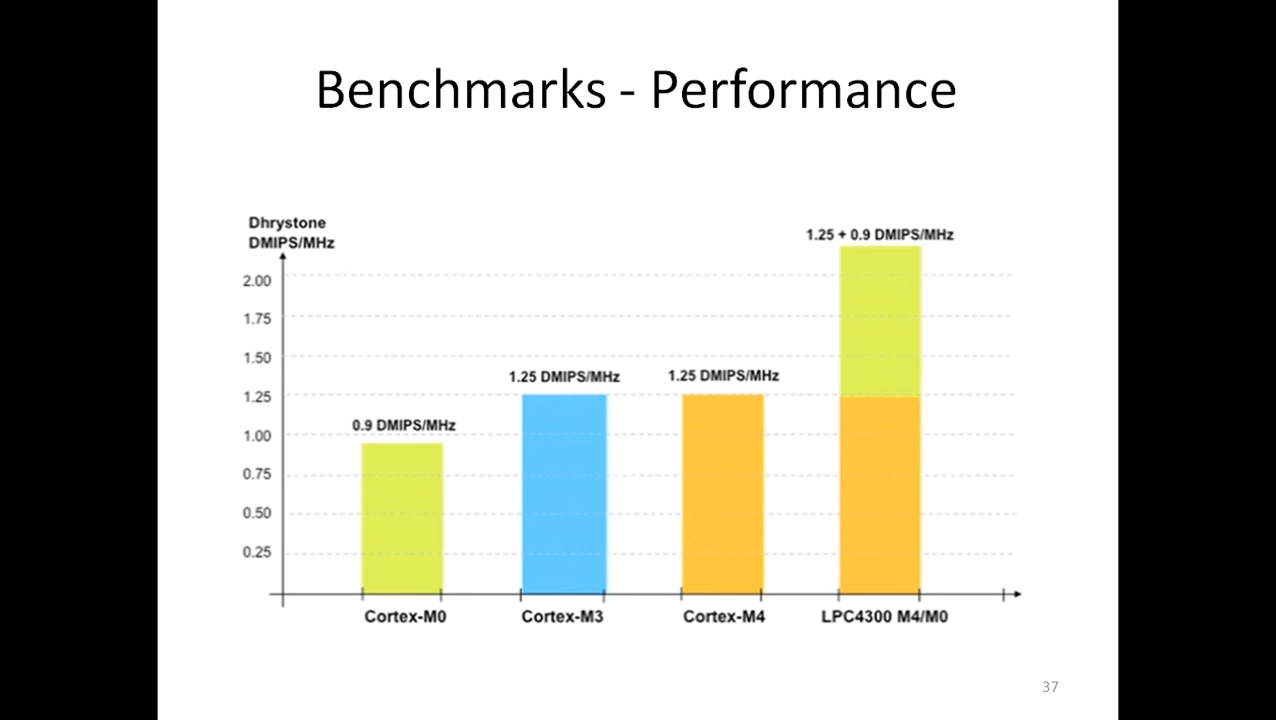 Benchmarks - Performance
Dhrystone
DMIPS/MHz
1.25 + 0.9 DMIPS/MHz
2.00
1.75
1.50
1.25 DMIPS/MHz
1.25 DMIPS/MHz
1.25
0.9 DMIPS/MHz
1.00
0.75
0.50
0.25
Cortex-M0
Cortex-M3
Cortex-M4
LPC4300 M4/M0
37